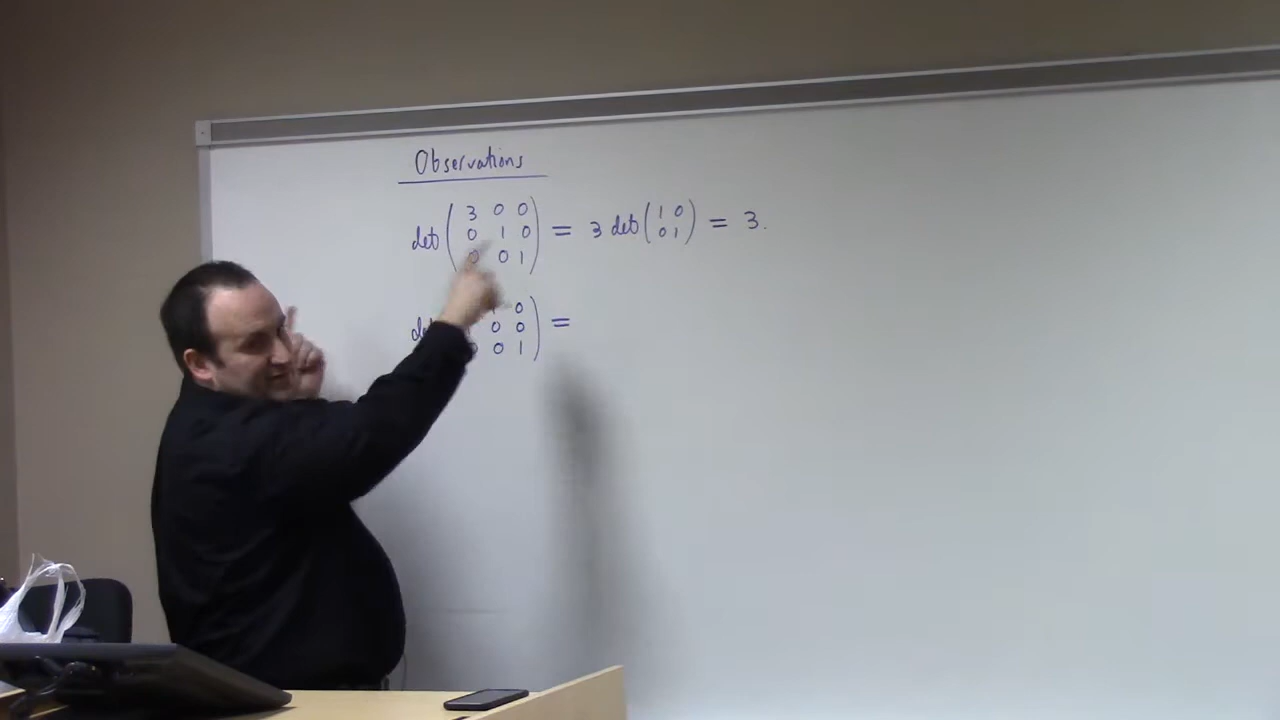 Observations
det ( 3 0 0 = 3 det ( 1 0 = 3.
0 1 0 0 1 )
0 0 1 )
0 =
0 0
0 1 )